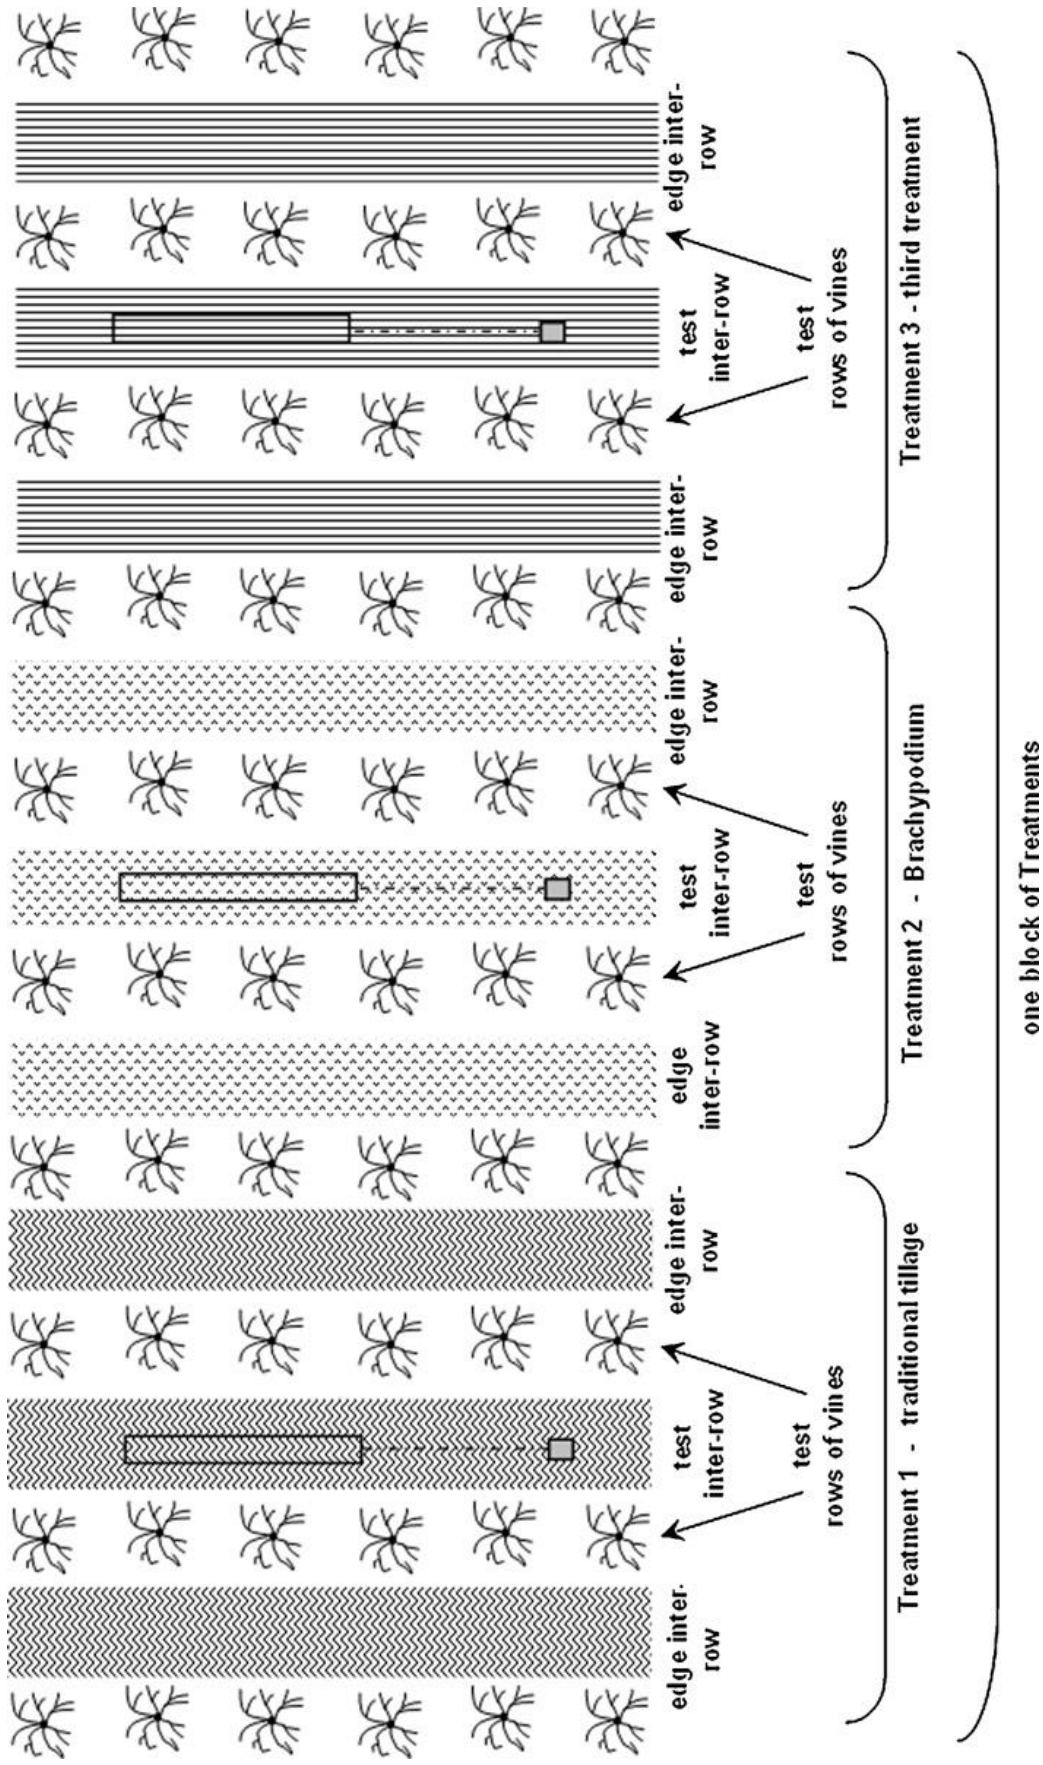 edge inter-
row
test
inter-row
edge inter-
row
edge
inter-row
test
inter-row
edge inter-
row
edge inter-
row
test
inter-row
edge inter-
row
test
rows of vines
test
rows of vines
test
rows of vines
Treatment 1 - traditional tillage
Treatment 2 - Brachypodium
Treatment 3 - third treatment
one block of Treatments